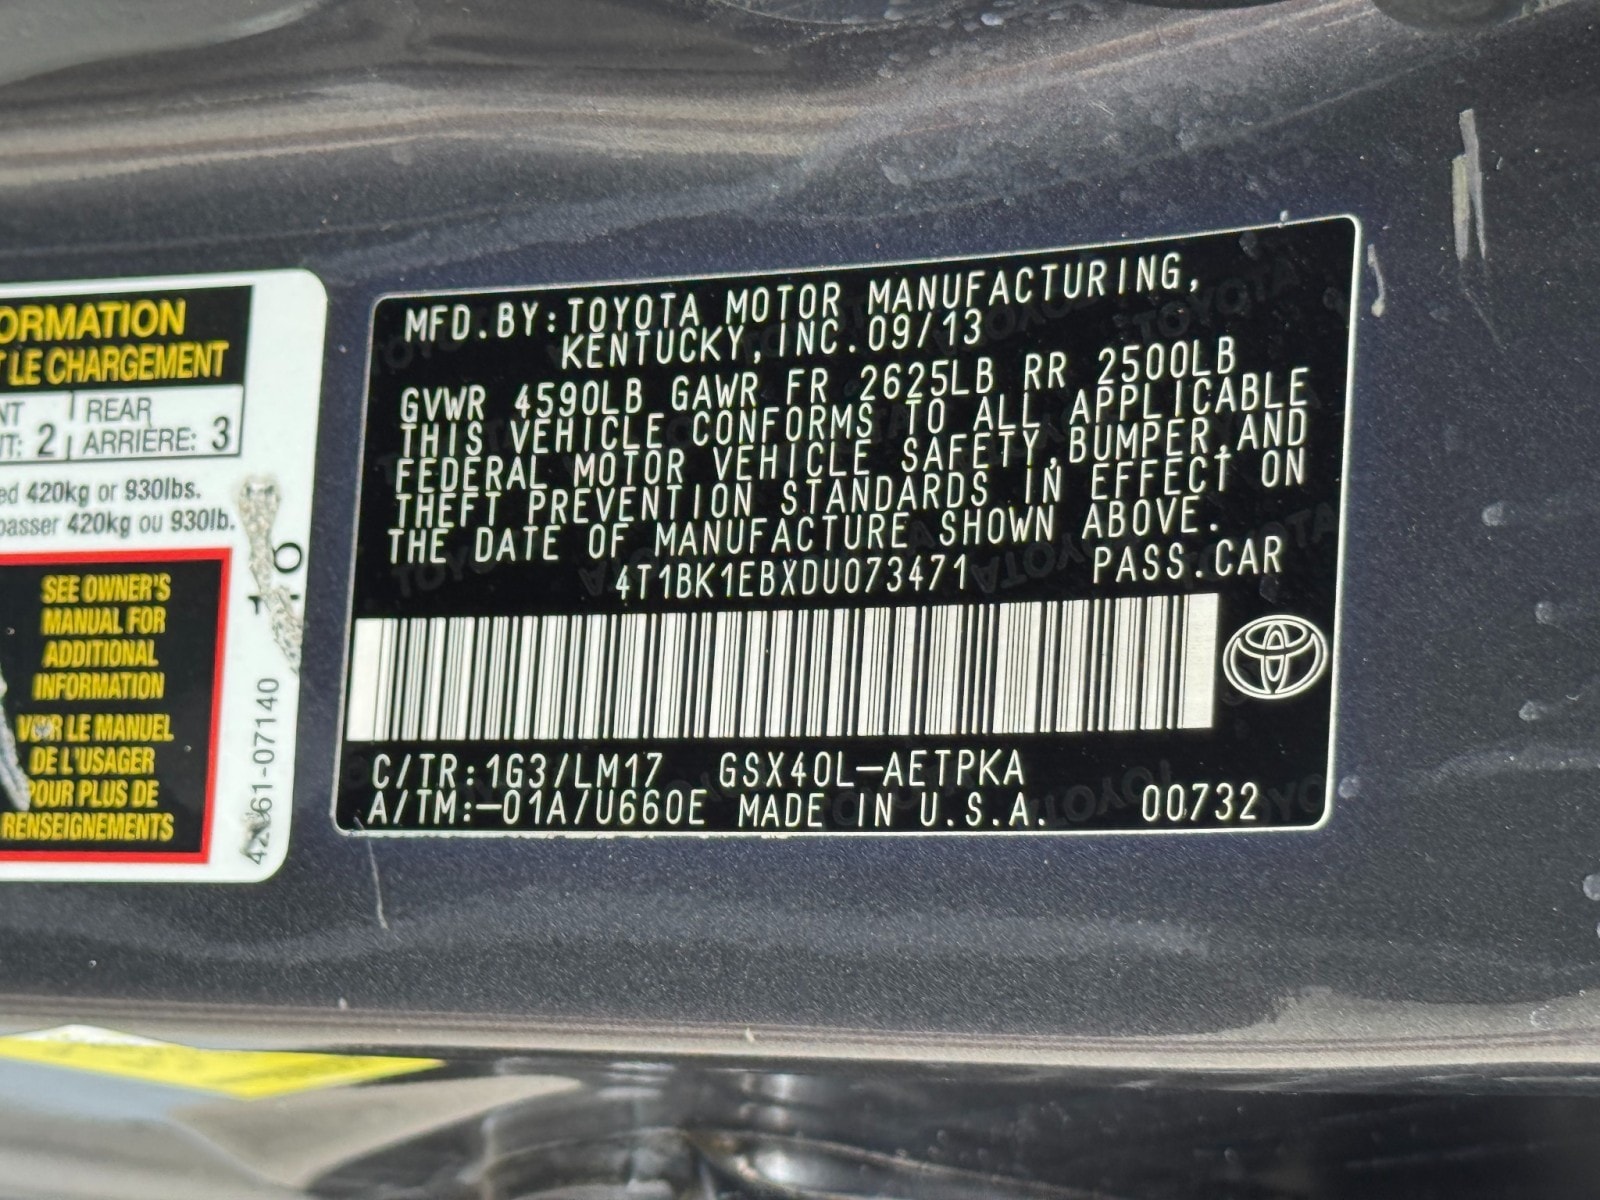 ORMATION
T LE CHARGEMENT
NT
T: 2
REAR
ARRIÈRE: 3
ed 420kg or 930lbs.
passer 420kg ou 930lb.
SEE OWNER'S
MANUAL FOR
ADDITIONAL
INFORMATION
VOIR LE MANUEL
DE L'USAGER
POUR PLUS DE
RENSEIGNEMENTS
42661-07140
MFD.BY:TOYOTA MOTOR MANUFACTURING,
KENTUCKY,INC.09/13
GVWR 4590LB GAWR FR 2625LB RR 2500LB
THIS VEHICLE CONFORMS TO ALL APPLICABLE
FEDERAL MOTOR VEHICLE SAFETY,BUMPER,AND
THEFT PREVENTION STANDARDS IN EFFECT ON
THE DATE OF MANUFACTURE SHOWN ABOVE.
4T1BK1EBXDU073471 PASS.CAR
C/TR:1G3/LM17 GSX40L-AETPKA
A/TM:-01A/U660E MADE IN U.S.A. 00732